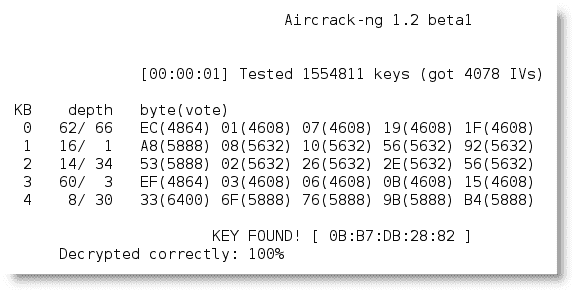 Aircrack-ng 1.2 beta1
[00:00:01] Tested 1554811 keys (got 4078 IVs)
KB depth byte(vote)
0 62/ 66 EC(4864) 01(4608) 07(4608) 19(4608) 1F(4608)
1 16/ 1 A8(5888) 08(5632) 10(5632) 56(5632) 92(5632)
2 14/ 34 53(5888) 02(5632) 26(5632) 2E(5632) 56(5632)
3 60/ 3 EF(4864) 03(4608) 06(4608) 0B(4608) 15(4608)
4 8/ 30 33(6400) 6F(5888) 76(5888) 9B(5888) B4(5888)
KEY FOUND! [ 0B:B7:DB:28:82 ]
Decrypted correctly: 100%